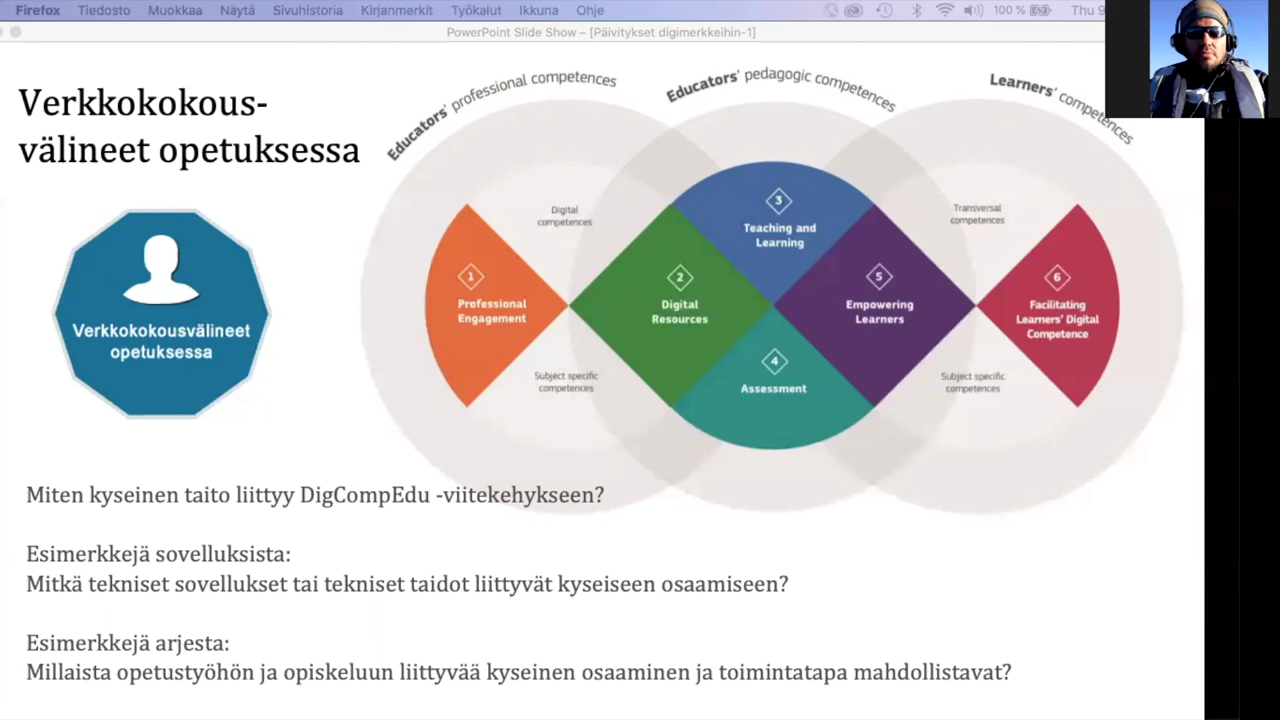 Firefox Tiedosto Muokkaa Näytä Sivuhistoria Kirjanmerkit Työkalut Ikkuna Ohje 100 % Thu 9
PowerPoint Slide Show – [Päivitykset digimerkkeihin-1]
Verkkokokous-
välineet opetuksessa
Educators' professional competences
Educators' pedagogic competences
Learners' competences
Digital
competences
Transversal
competences
3
Teaching and
Learning
1
Professional
Engagement
2
Digital
Resources
5
Empowering
Learners
6
Facilitating
Learners' Digital
Competence
4
Assessment
Subject specific
competences
Subject specific
competences
Verkkokokousvälineet
opetuksessa
Miten kyseinen taito liittyy DigCompEdu -viitekehykseen?
Esimerkkejä sovelluksista:
Mitkä tekniset sovellukset tai tekniset taidot liittyvät kyseiseen osaamiseen?
Esimerkkejä arjesta:
Millaista opetustyöhön ja opiskeluun liittyvää kyseinen osaaminen ja toimintatapa mahdollistavat?